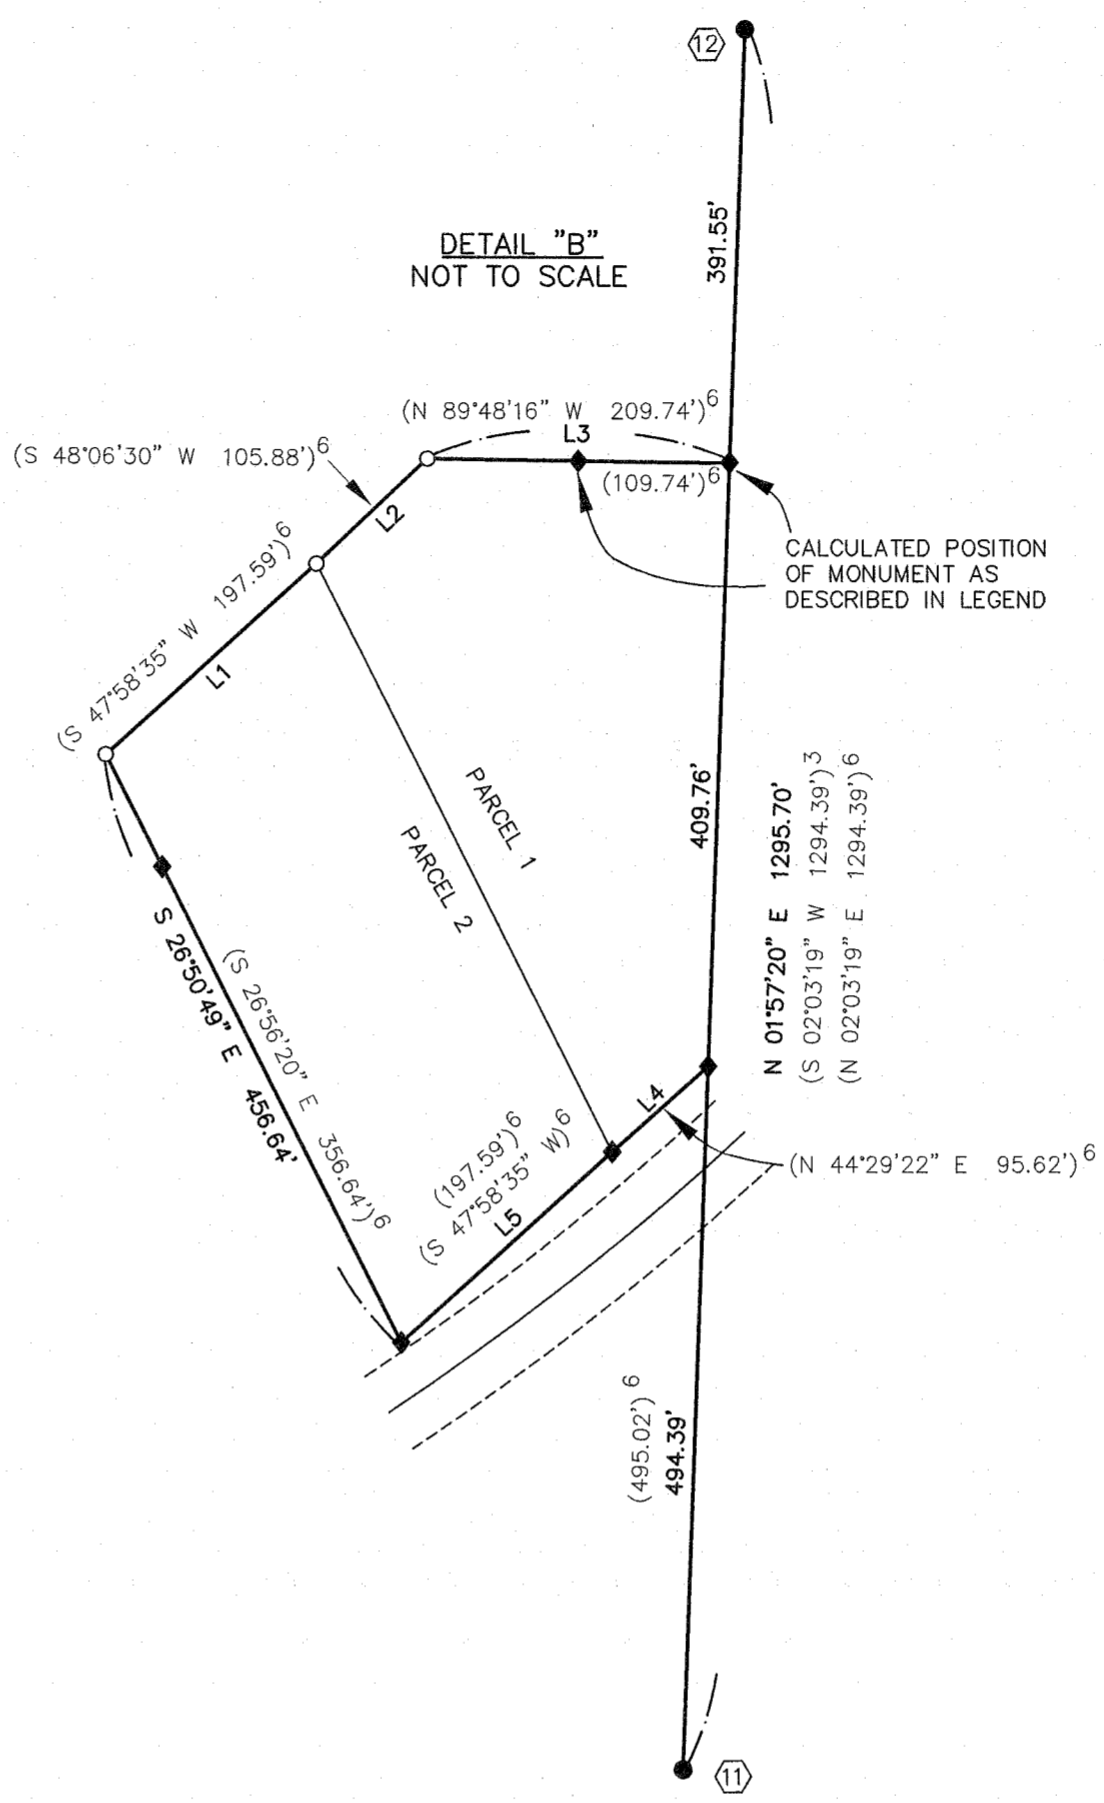 12
391.55'
DETAIL "B"
NOT TO SCALE
(N 89°48'16" W 209.74')6
L3
(S 48°06'30" W 105.88')6
(109.74')6
L2
CALCULATED POSITION
OF MONUMENT AS
DESCRIBED IN LEGEND
(S 47°58'35" W 197.59')6
L1
PARCEL 1
PARCEL 2
409.76'
N 01°57'20" E 1295.70'
(S 02°03'19" W 1294.39')3
(N 02°03'19" E 1294.39')6
S 26°50'49" E 456.64'
(S 26°56'20" E 356.64')6
L4
(197.59')6
(S 47°58'35" W)6
L5
(N 44°29'22" E 95.62')6
(495.02')6
494.39'
11